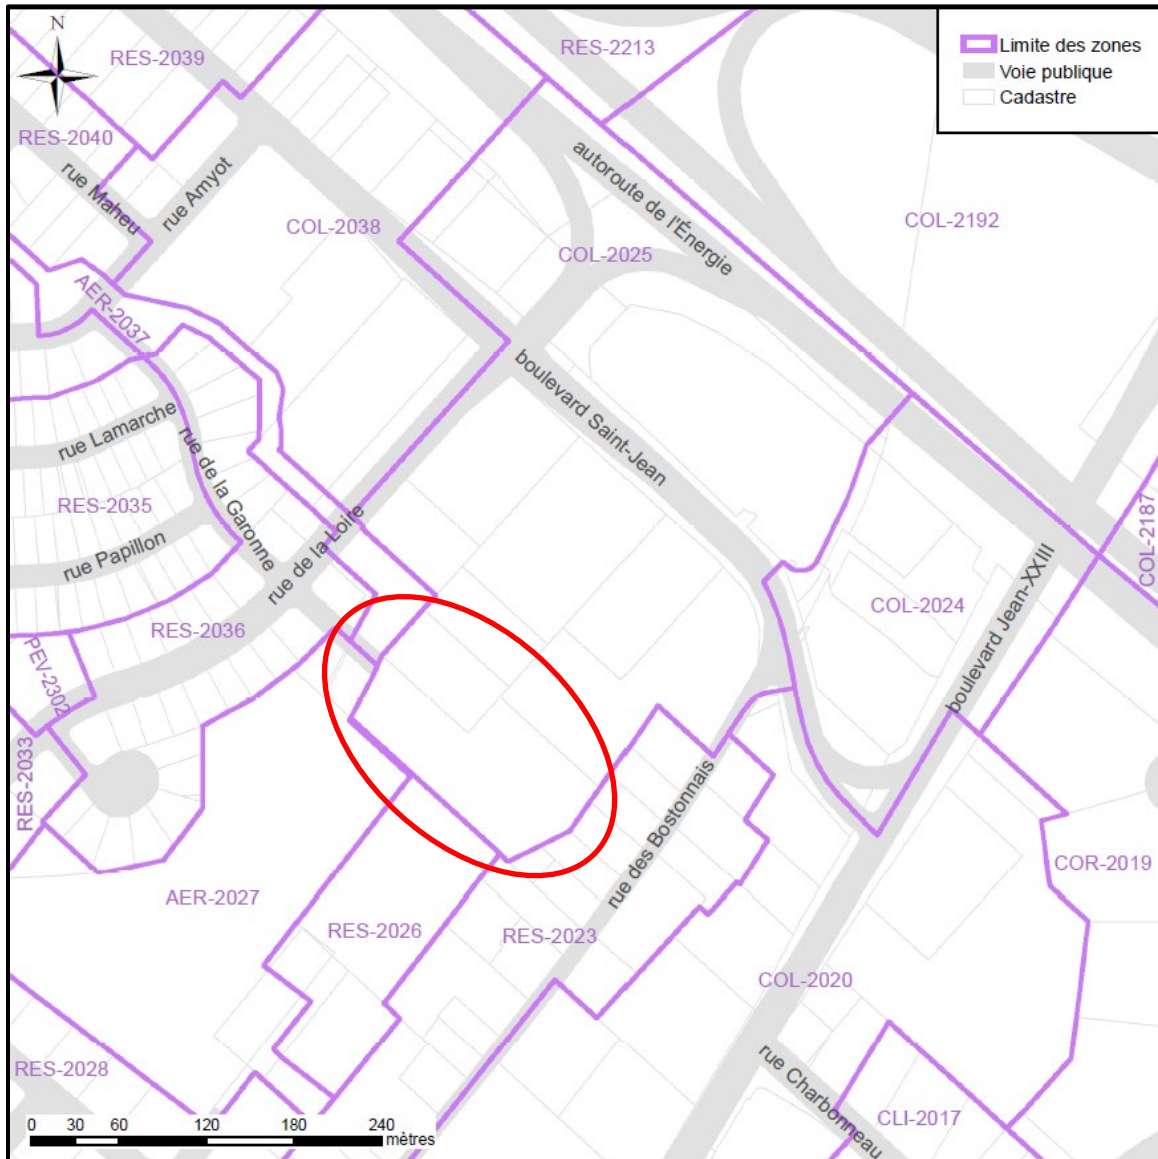 N
RES-2039
RES-2213
Limite des zones
Voie publique
Cadastre
RES-2040
rue Maheu
rue Amyot
autoroute de l'Énergie
COL-2038
COL-2025
COL-2192
AER-2037
boulevard Saint-Jean
rue Lamarche
rue de la Garonne
RES-2035
rue Papillon
rue de la Loire
COL-2187
boulevard Jean-XXIII
COL-2024
RES-2036
PEV-2302
RES-2033
rue des Bostonnais
COR-2019
AER-2027
RES-2026
RES-2023
COL-2020
RES-2028
rue Charbonneau
CLI-2017
0 30 60 120 180 240
mètres